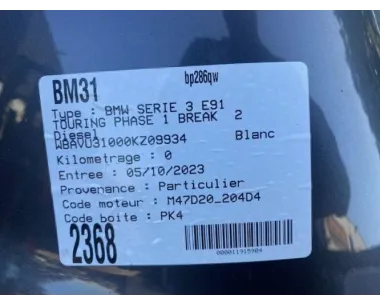 BM31
bp286qw
Type : BMW SERIE 3 E91
TOURING PHASE 1 BREAK 2
Diesel
WBAVU31000KZ09934 Blanc
Kilometrage : 0
Entree : 05/10/2023
Provenance : Particulier
Code moteur : M47D20_204D4
Code boite : PK4
2368
000011915904